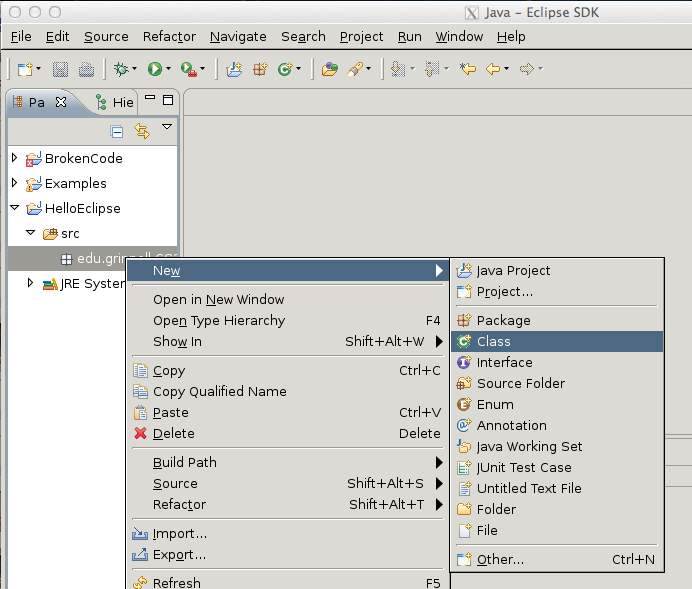 Java – Eclipse SDK
File Edit Source Refactor Navigate Search Project Run Window Help
Pa Hie
BrokenCode
Examples
HelloEclipse
src
edu.grinnell.CSC
JRE System
New
Open in New Window
Open Type Hierarchy F4
Show In Shift+Alt+W
Copy Ctrl+C
Copy Qualified Name
Paste Ctrl+V
Delete Delete
Build Path
Source Shift+Alt+S
Refactor Shift+Alt+T
Import...
Export...
Refresh F5
Java Project
Project...
Package
Class
Interface
Source Folder
Enum
Annotation
Java Working Set
JUnit Test Case
Untitled Text File
Folder
File
Other... Ctrl+N